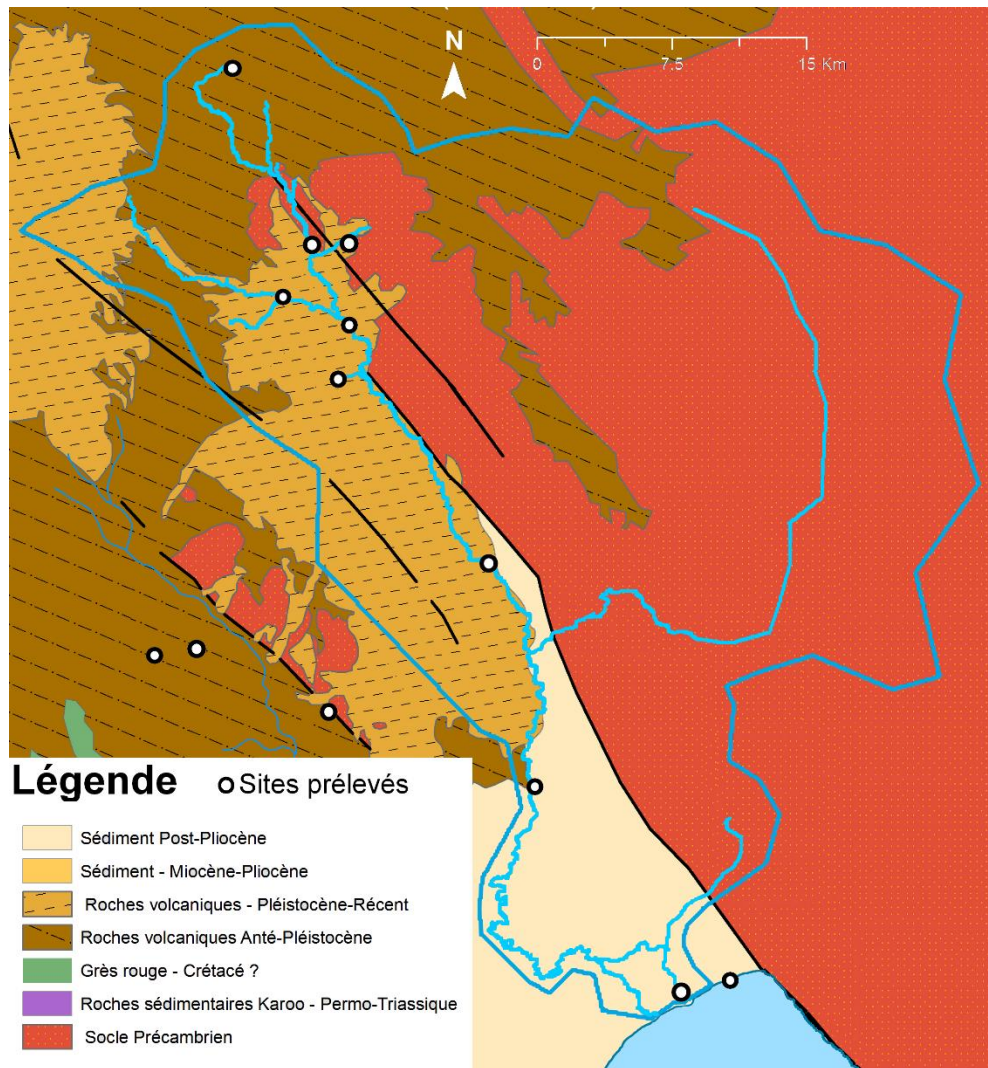 N
0 7.5 15 Km
Légende
Sites prélevés
Sédiment Post-Pliocène
Sédiment - Miocène-Pliocène
Roches volcaniques - Pléistocène-Récent
Roches volcaniques Anté-Pléistocène
Grès rouge - Crétacé ?
Roches sédimentaires Karoo - Permo-Triassique
Socle Précambrien